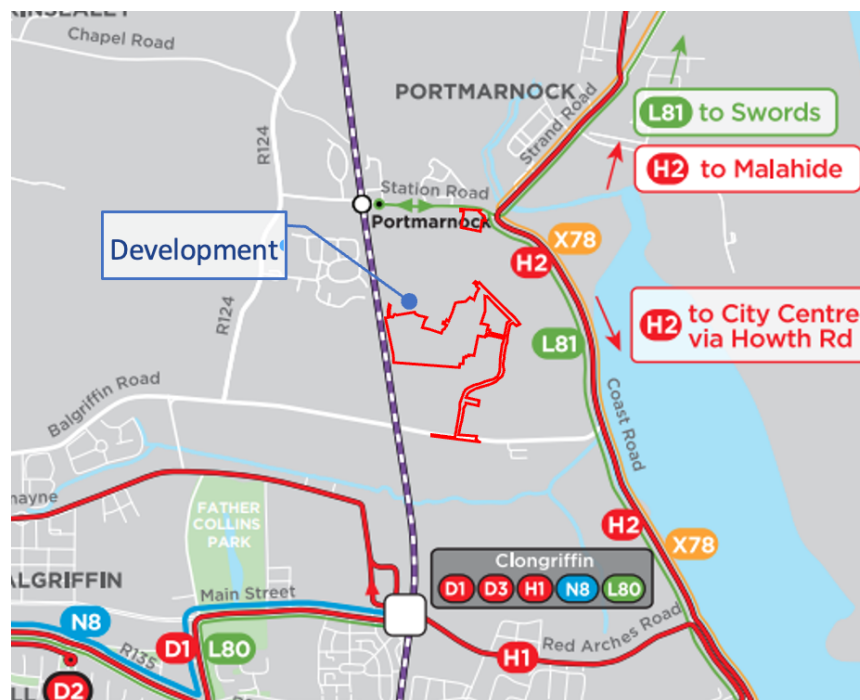 Chapel Road
PORTMARNOCK
R124
Strand Road
L81 to Swords
H2 to Malahide
Station Road
Portmarnock
Development
X78
H2
R124
H2 to City Centre
via Howth Rd
L81
Balgriffin Road
Coast Road
FATHER
COLLINS
PARK
H2
X78
Clongriffin
D1 D3 H1 N8 L80
Main Street
N8
R135
D1
L80
Red Arches Road
H1
D2